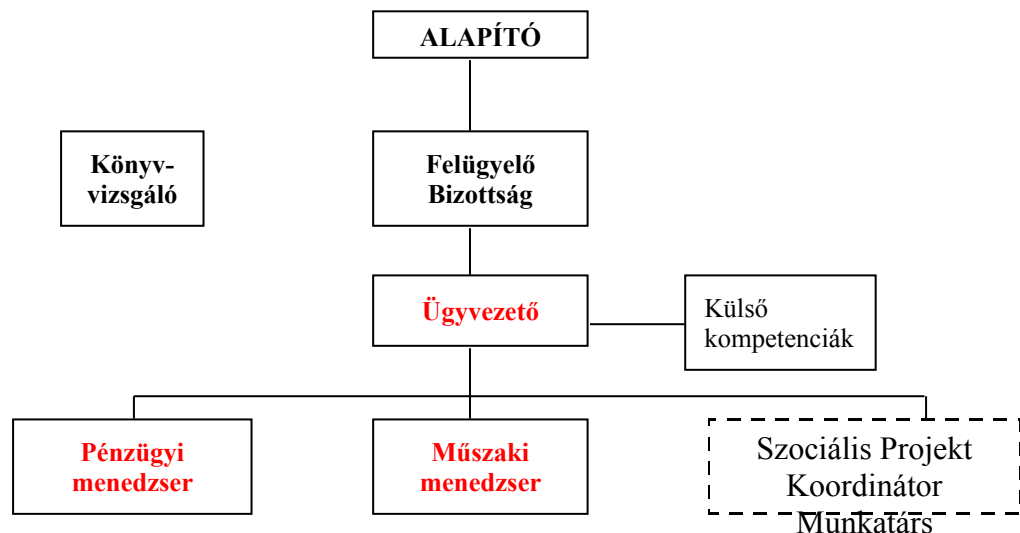 ALAPÍTÓ
Könyv-
vizsgáló
Felügyelő
Bizottság
Ügyvezető
Külső
kompetenciák
Pénzügyi
menedzser
Műszaki
menedzser
Szociális Projekt
Koordinátor
Munkatárs